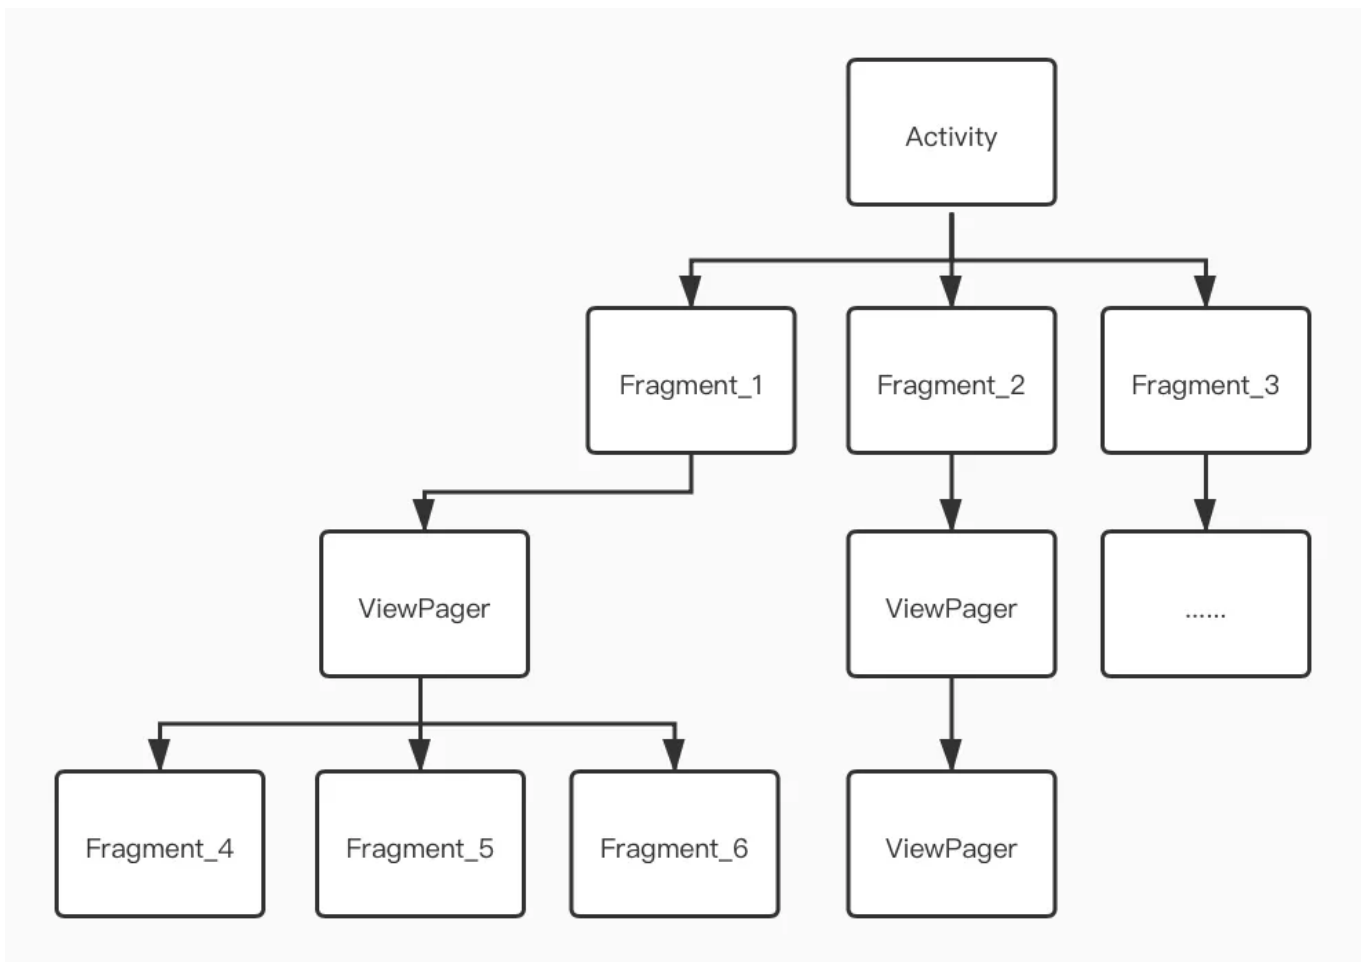 Activity
Fragment_1
Fragment_2
Fragment_3
ViewPager
ViewPager
......
Fragment_4
Fragment_5
Fragment_6
ViewPager